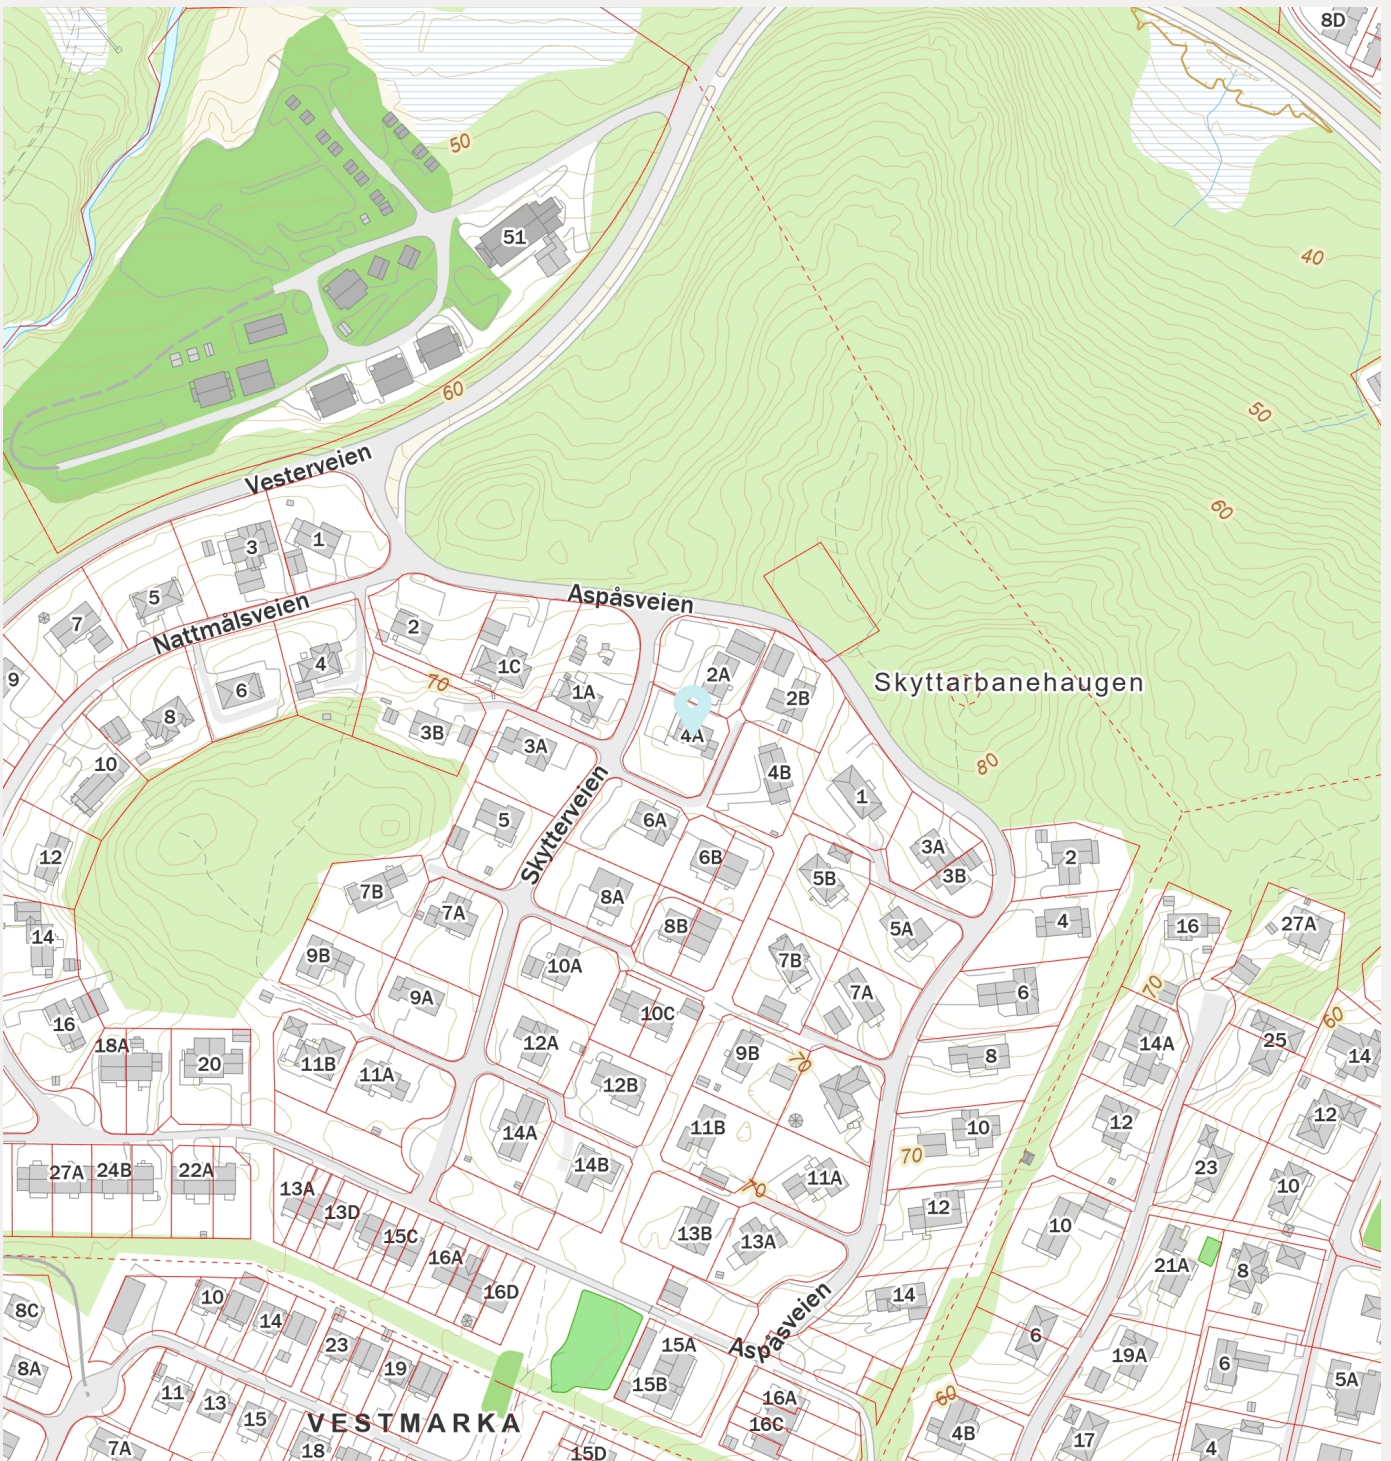 8D
50
51
40
60
50
Vesterveien
60
3
1
5
Aspåsveien
Nattmålsveien
7
2
4
1C
9
6
70
1A
2A
Skyttarbanehaugen
2B
8
3B
3A
4A
10
4B
80
1
Skytterveien
5
6A
12
6B
3A
2
7B
5B
3B
8A
7A
14
8B
5A
4
16
27A
9B
10A
7B
9A
7A
6
70
16
10C
60
18A
12A
9B
25
20
11B
70
8
14A
14
11A
12B
14A
11B
10
12
12
27A
24B
22A
14B
70
23
13A
70
11A
10
13D
12
15C
13B
13A
10
16A
21A
8
16D
14
10
8C
14
23
Aspåsveien
15A
6
8A
19
19A
6
15B
5A
11
13
16A
60
15
VESTMARKA
16C
4B
17
7A
18
15D
4